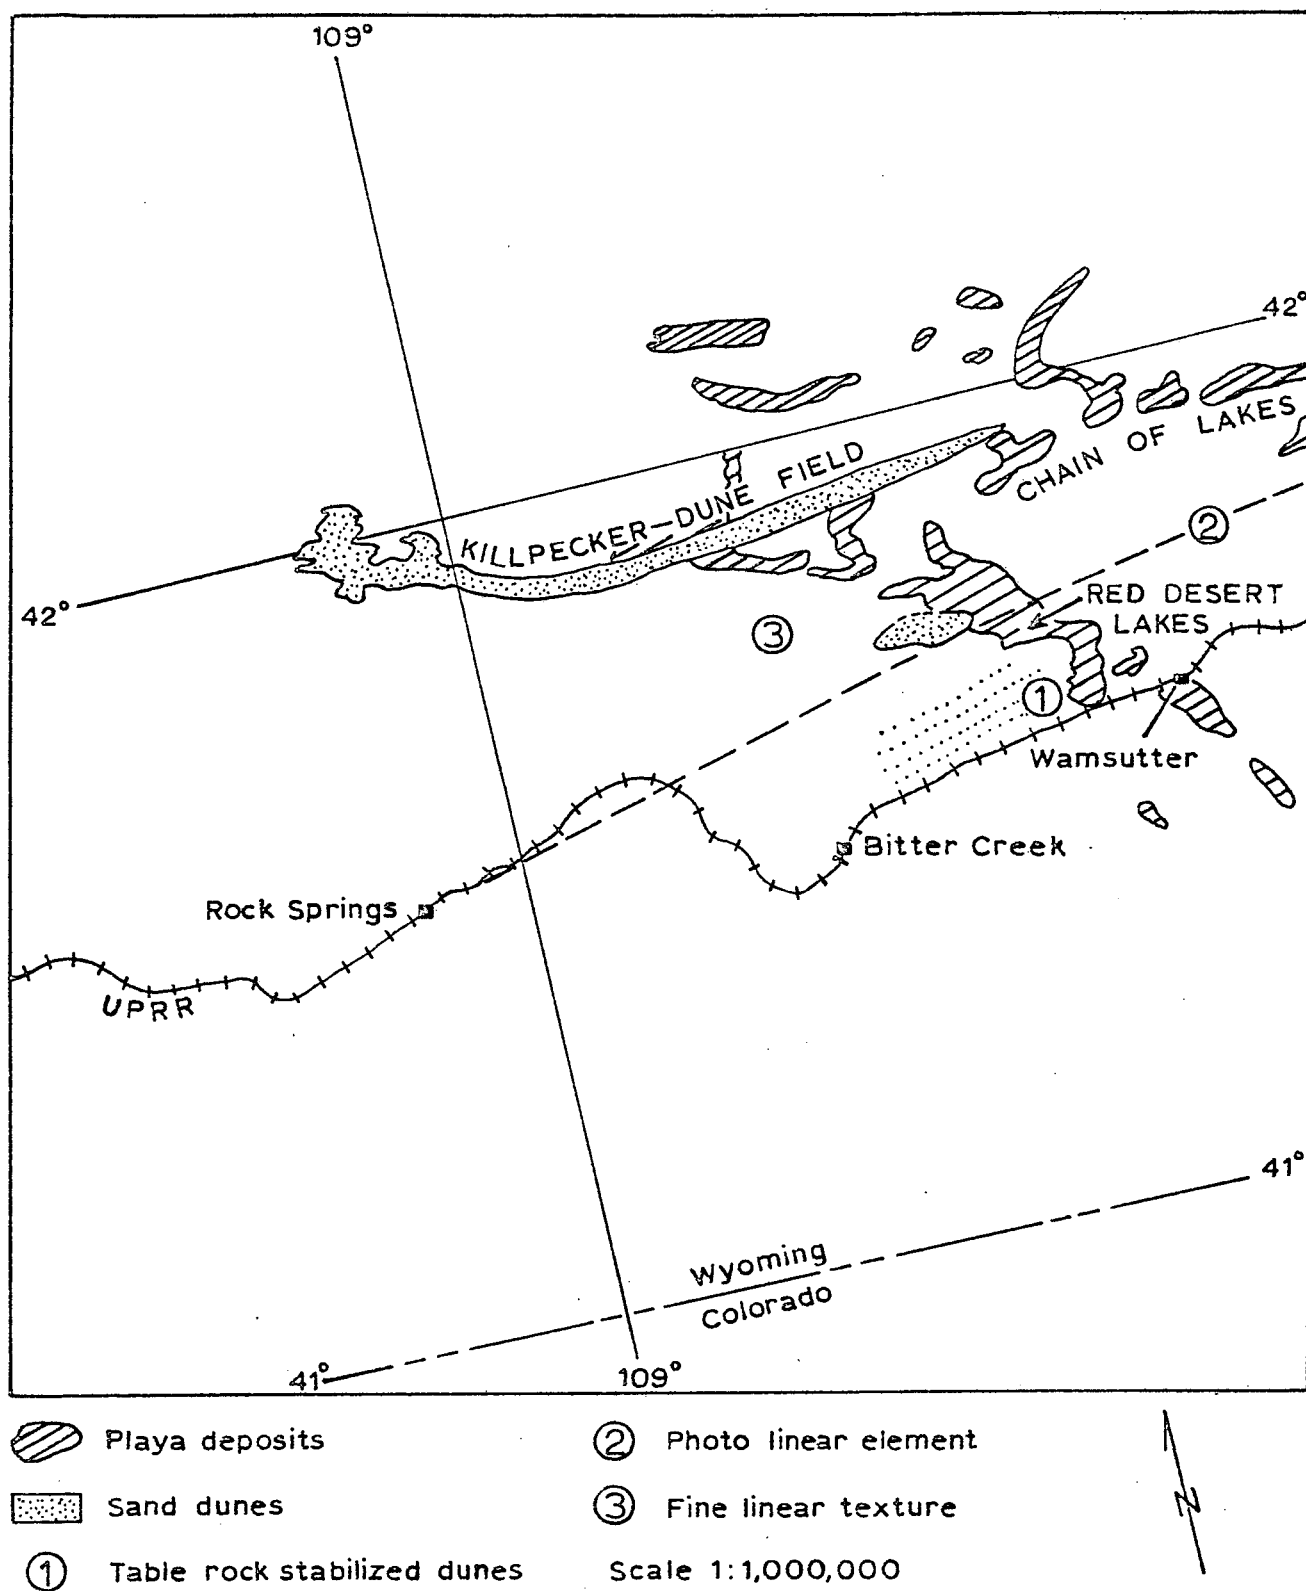 109°
42°
CHAIN OF LAKES
KILLPECKER-DUNE FIELD
2
42°
RED DESERT
LAKES
3
1
Wamsutter
Bitter Creek
Rock Springs
UPRR
41°
Wyoming
Colorado
41°
109°
Playa deposits
2 Photo linear element
Sand dunes
3 Fine linear texture
N
1 Table rock stabilized dunes
Scale 1:1,000,000